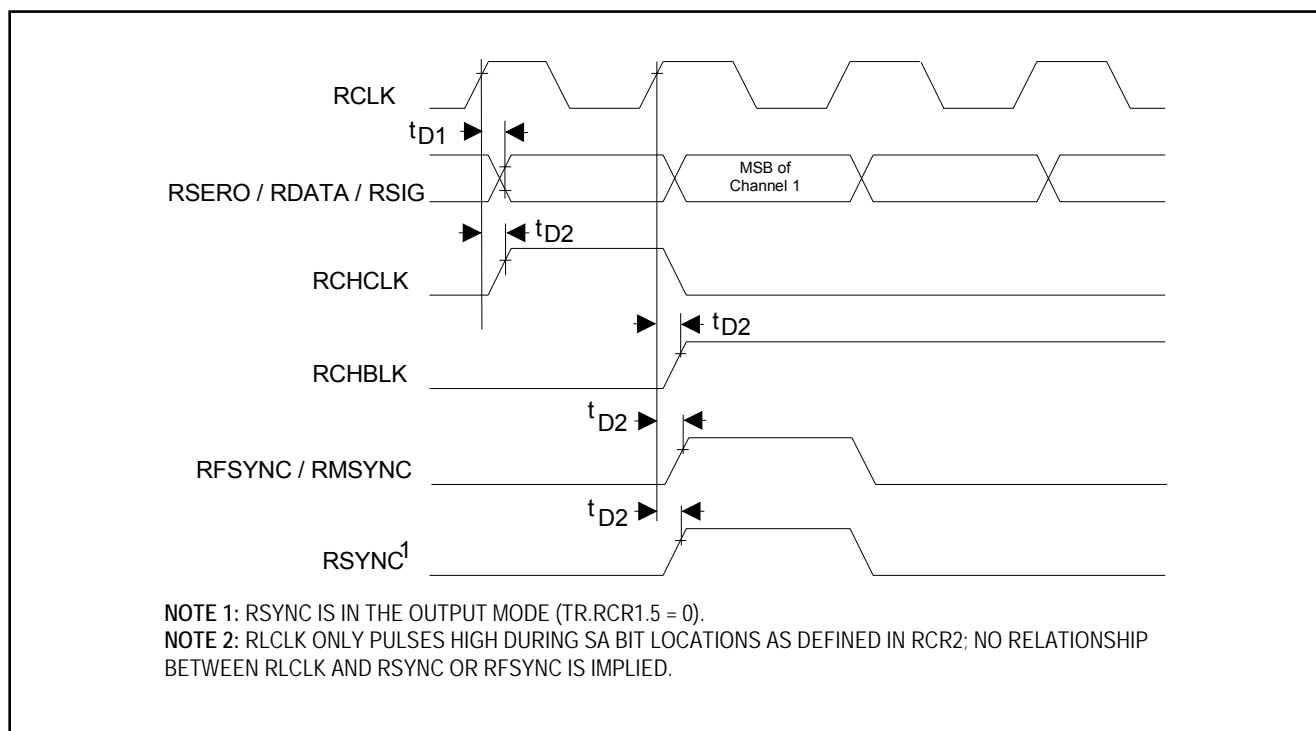 RCLK
tD1
MSB of
Channel 1
RSERO / RDATA / RSIG
tD2
RCHCLK
tD2
RCHBLK
tD2
RFSYNC / RMSYNC
tD2
RSYNC1
NOTE 1: RSYNC IS IN THE OUTPUT MODE (TR.RCR1.5 = 0).
NOTE 2: RLCLK ONLY PULSES HIGH DURING SA BIT LOCATIONS AS DEFINED IN RCR2; NO RELATIONSHIP
BETWEEN RLCLK AND RSYNC OR RFSYNC IS IMPLIED.